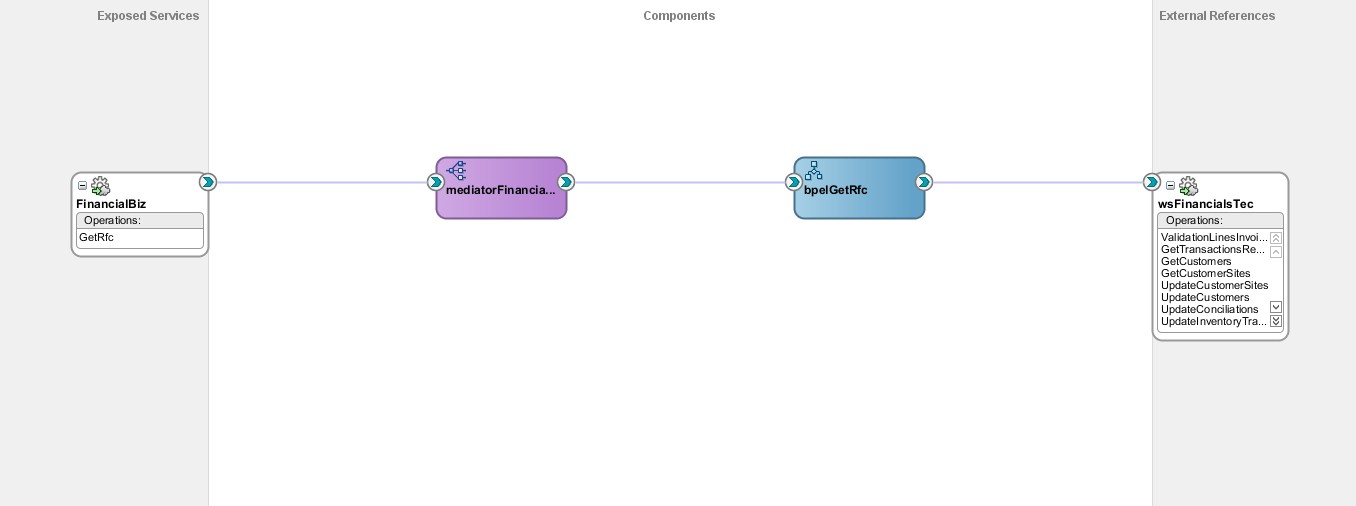 Exposed Services
Components
External References
FinancialBiz
Operations:
GetRfc
mediatorFinancia...
bpelGetRfc
wsFinancialsTec
Operations:
ValidationLinesInvoi...
GetTransactionsRe...
GetCustomers
GetCustomerSites
UpdateCustomerSites
UpdateCustomers
UpdateConciliations
UpdateInventoryTra...